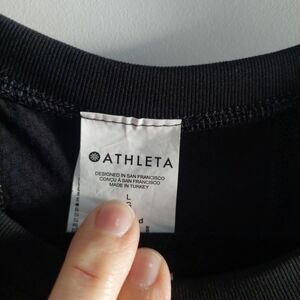 ATHLETA
DESIGNED IN SAN FRANCISCO
CONÇU À SAN FRANCISCO
MADE IN TURKEY
L
G